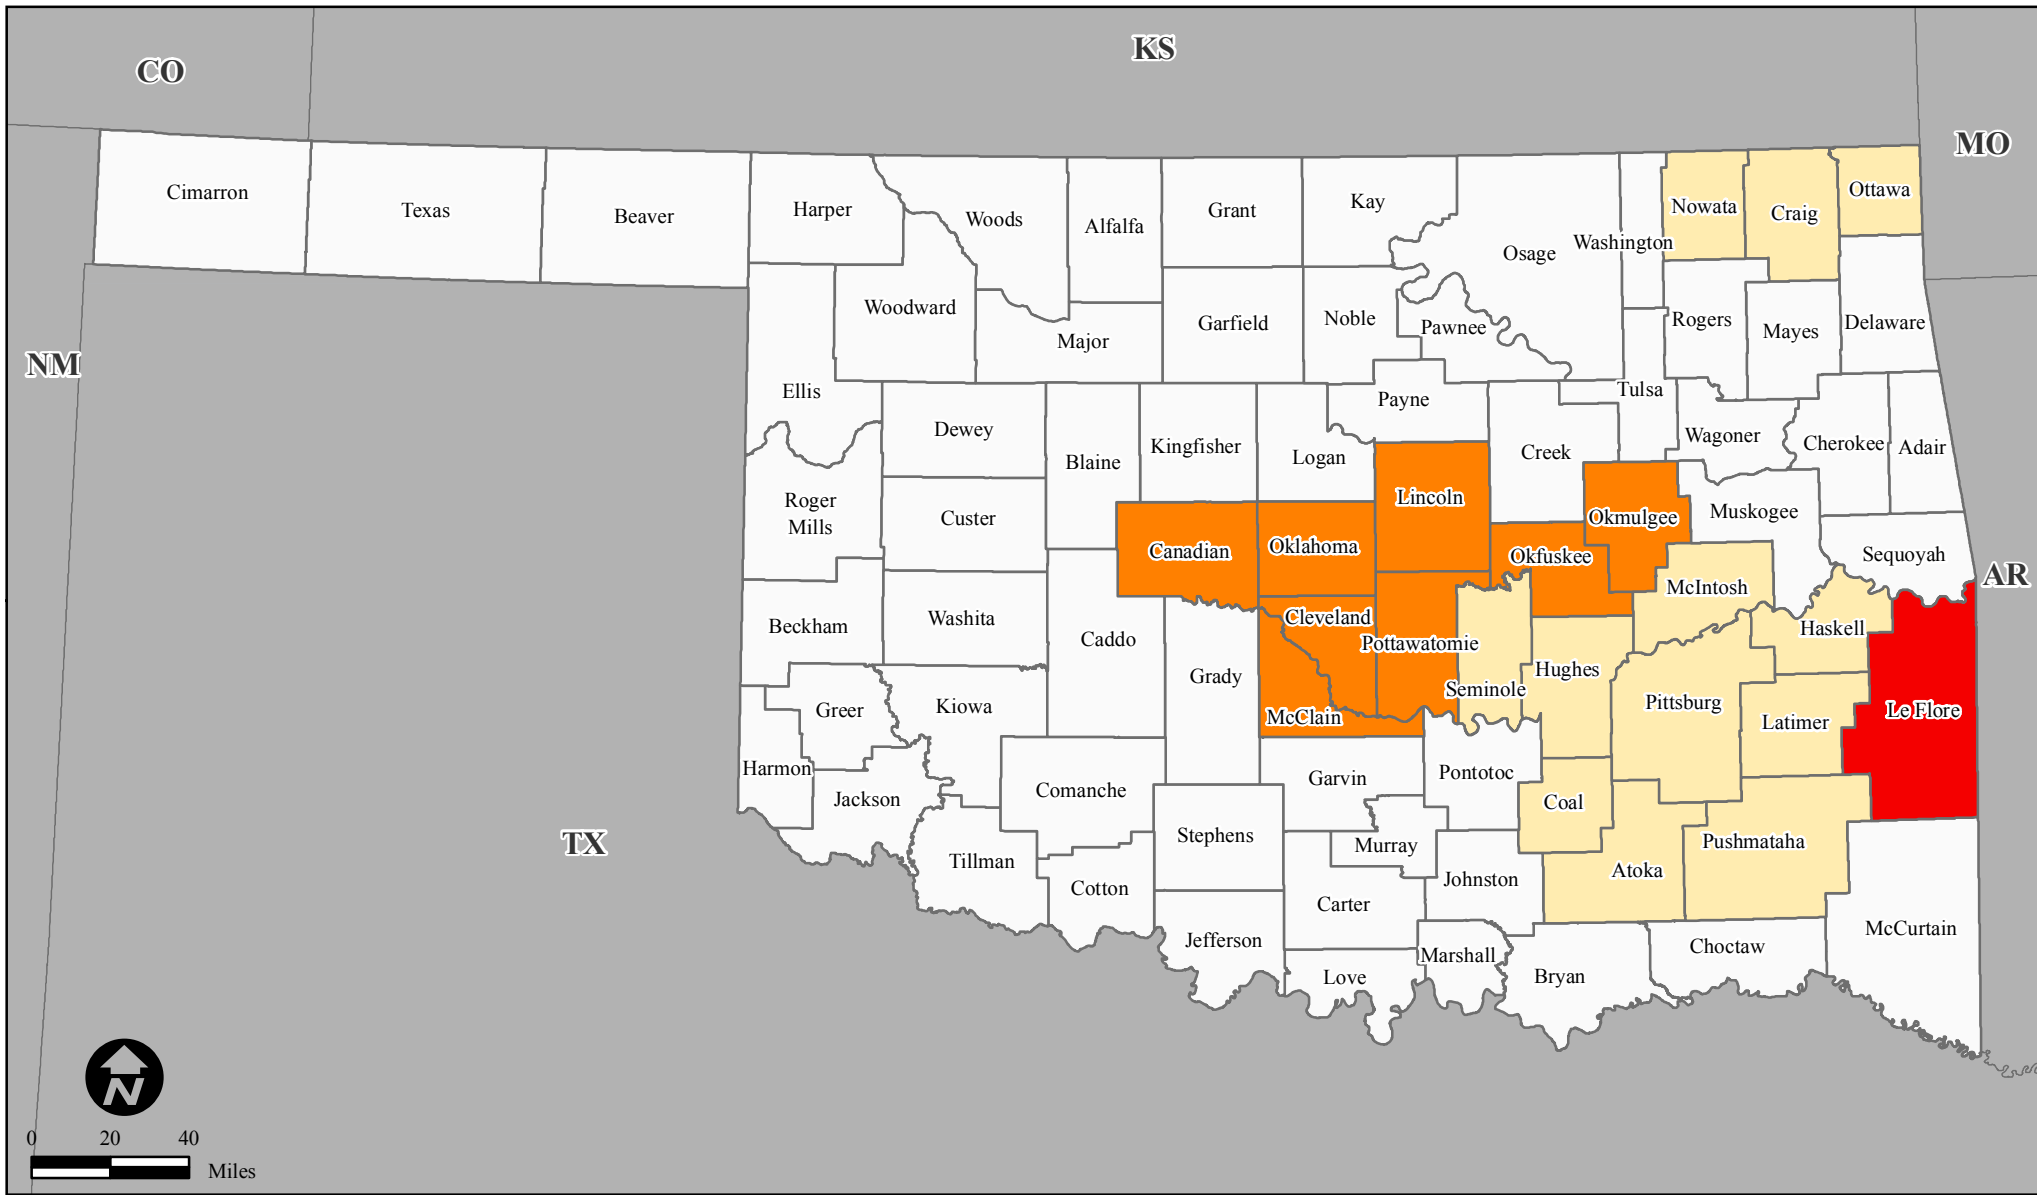 KS
CO
MO
Cimarron
Texas
Beaver
Harper
Woods
Alfalfa
Grant
Kay
Osage
Washington
Nowata
Craig
Ottawa
Woodward
Major
Garfield
Noble
Pawnee
Rogers
Mayes
Delaware
NM
Ellis
Dewey
Blaine
Kingfisher
Logan
Payne
Creek
Tulsa
Wagoner
Cherokee
Adair
Roger
Mills
Custer
Canadian
Oklahoma
Lincoln
Okfuskee
Okmulgee
Muskogee
Sequoyah
AR
Beckham
Washita
Caddo
Grady
Cleveland
Pottawatomie
Seminole
Hughes
McIntosh
Haskell
Greer
Kiowa
McClain
Pittsburg
Latimer
Le Flore
Harmon
Jackson
Comanche
Garvin
Pontotoc
Coal
TX
Tillman
Stephens
Murray
Johnston
Atoka
Pushmataha
Cotton
Carter
Jefferson
Love
Marshall
Bryan
Choctaw
McCurtain
N
0 20 40
Miles